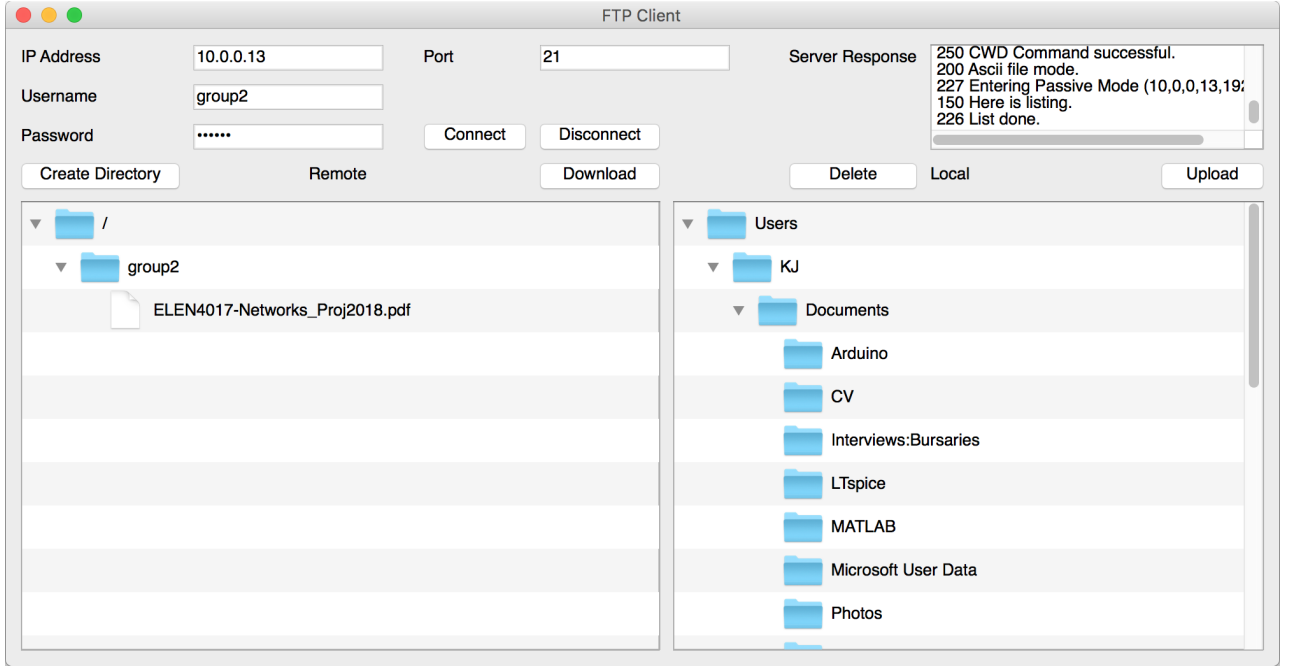 FTP Client
IP Address 10.0.0.13 Port 21 Server Response
250 CWD Command successful.
200 Ascii file mode.
227 Entering Passive Mode (10,0,0,13,192
150 Here is listing.
226 List done.
Username group2
Password ••••••
Connect Disconnect
Create Directory Remote Download Delete Local Upload
/
group2
ELEN4017-Networks_Proj2018.pdf
Users
KJ
Documents
Arduino
CV
Interviews:Bursaries
LTspice
MATLAB
Microsoft User Data
Photos